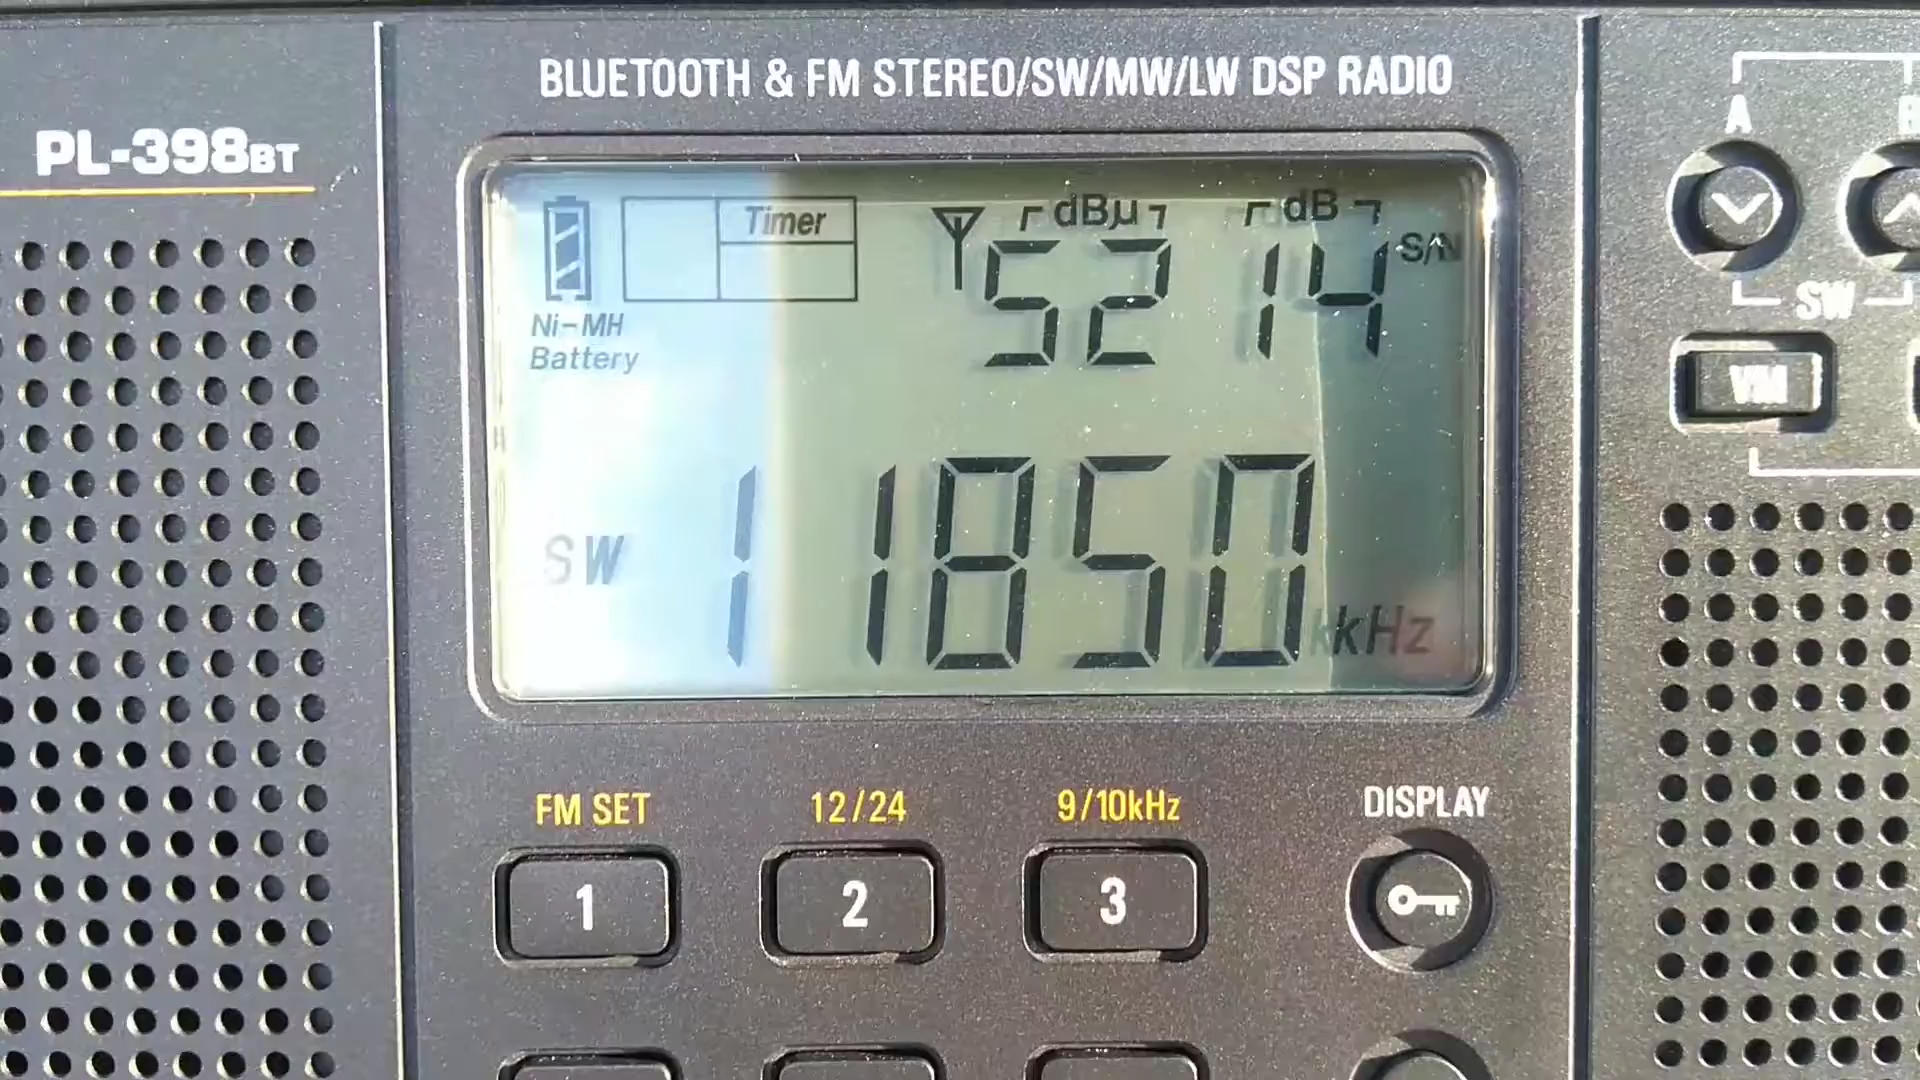 BLUETOOTH & FM STEREO/SW/MW/LW DSP RADIO
PL-398BT
Timer
dBµ
dB
52 14 S/N
Ni-MH
Battery
SW 11850 kHz
A
SW
VM
FM SET
12/24
9/10kHz
DISPLAY
1
2
3